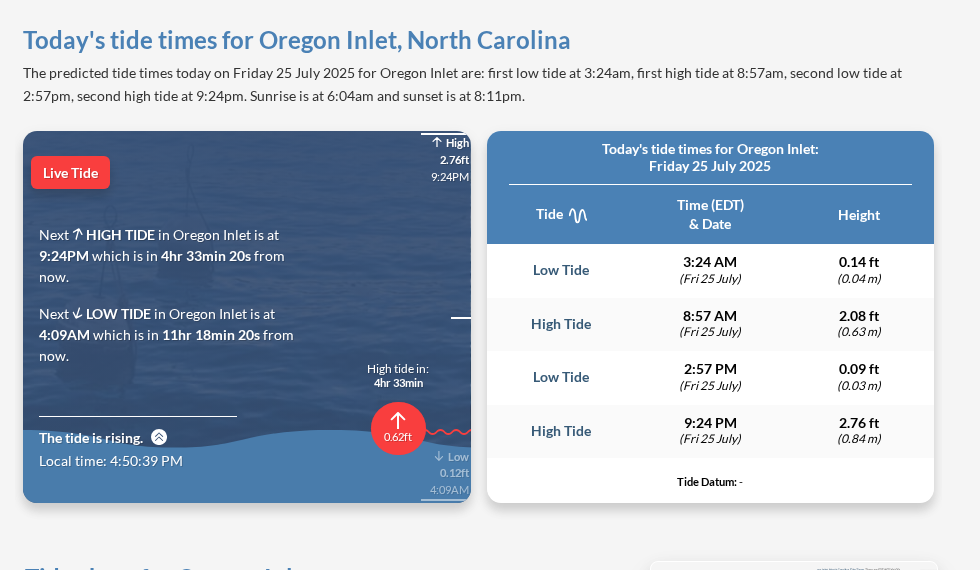 Today's tide times for Oregon Inlet, North Carolina
The predicted tide times today on Friday 25 July 2025 for Oregon Inlet are: first low tide at 3:24am, first high tide at 8:57am, second low tide at
2:57pm, second high tide at 9:24pm. Sunrise is at 6:04am and sunset is at 8:11pm.
Live Tide
Next HIGH TIDE in Oregon Inlet is at
9:24PM which is in 4hr 33min 20s from
now.
Next LOW TIDE in Oregon Inlet is at
4:09AM which is in 11hr 18min 20s from
now.
The tide is rising.
Local time: 4:50:39 PM
High
2.76ft
9:24PM
High tide in:
4hr 33min
0.62ft
Low
0.12ft
4:09AM
Today's tide times for Oregon Inlet:
Friday 25 July 2025
Tide Time (EDT) & Date Height
Low Tide 3:24 AM 0.14 ft
(Fri 25 July) (0.04 m)
High Tide 8:57 AM 2.08 ft
(Fri 25 July) (0.63 m)
Low Tide 2:57 PM 0.09 ft
(Fri 25 July) (0.03 m)
High Tide 9:24 PM 2.76 ft
(Fri 25 July) (0.84 m)
Tide Datum: -